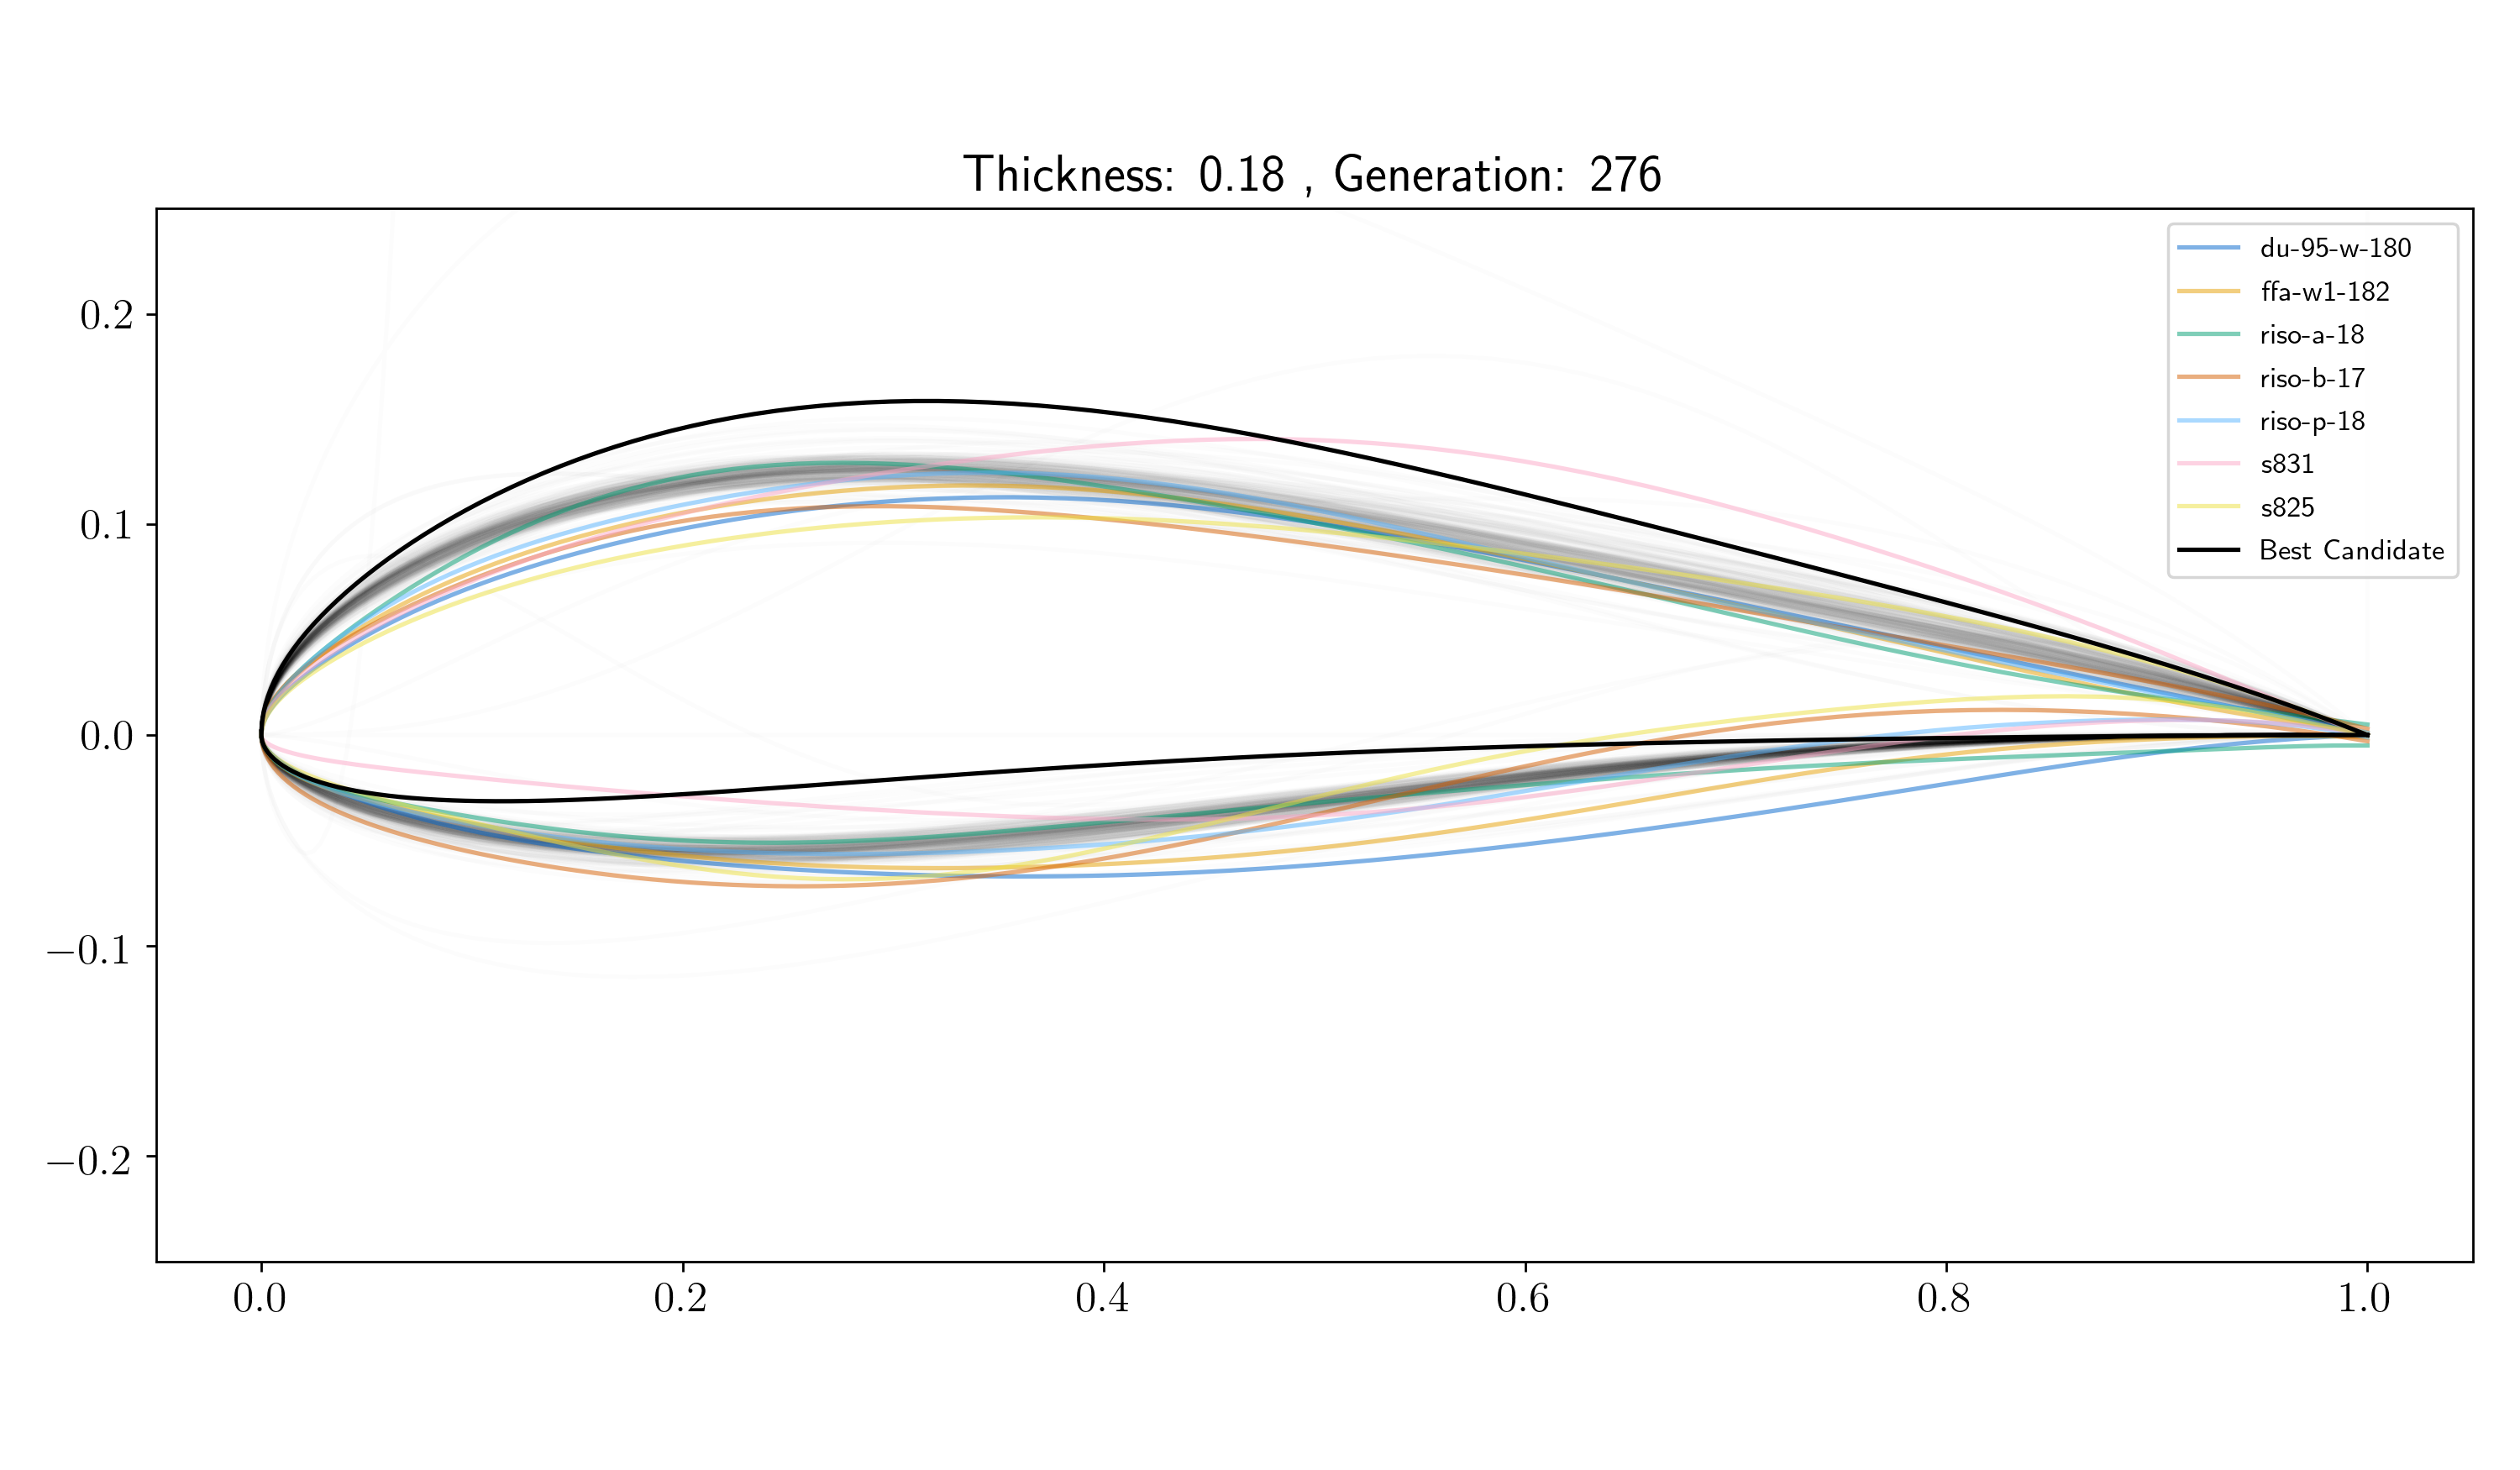 Thickness: 0.18 , Generation: 276
du-95-w-180
ffa-w1-182
riso-a-18
riso-b-17
riso-p-18
s831
s825
Best Candidate
0.2
0.1
0.0
−0.1
−0.2
0.0 0.2 0.4 0.6 0.8 1.0